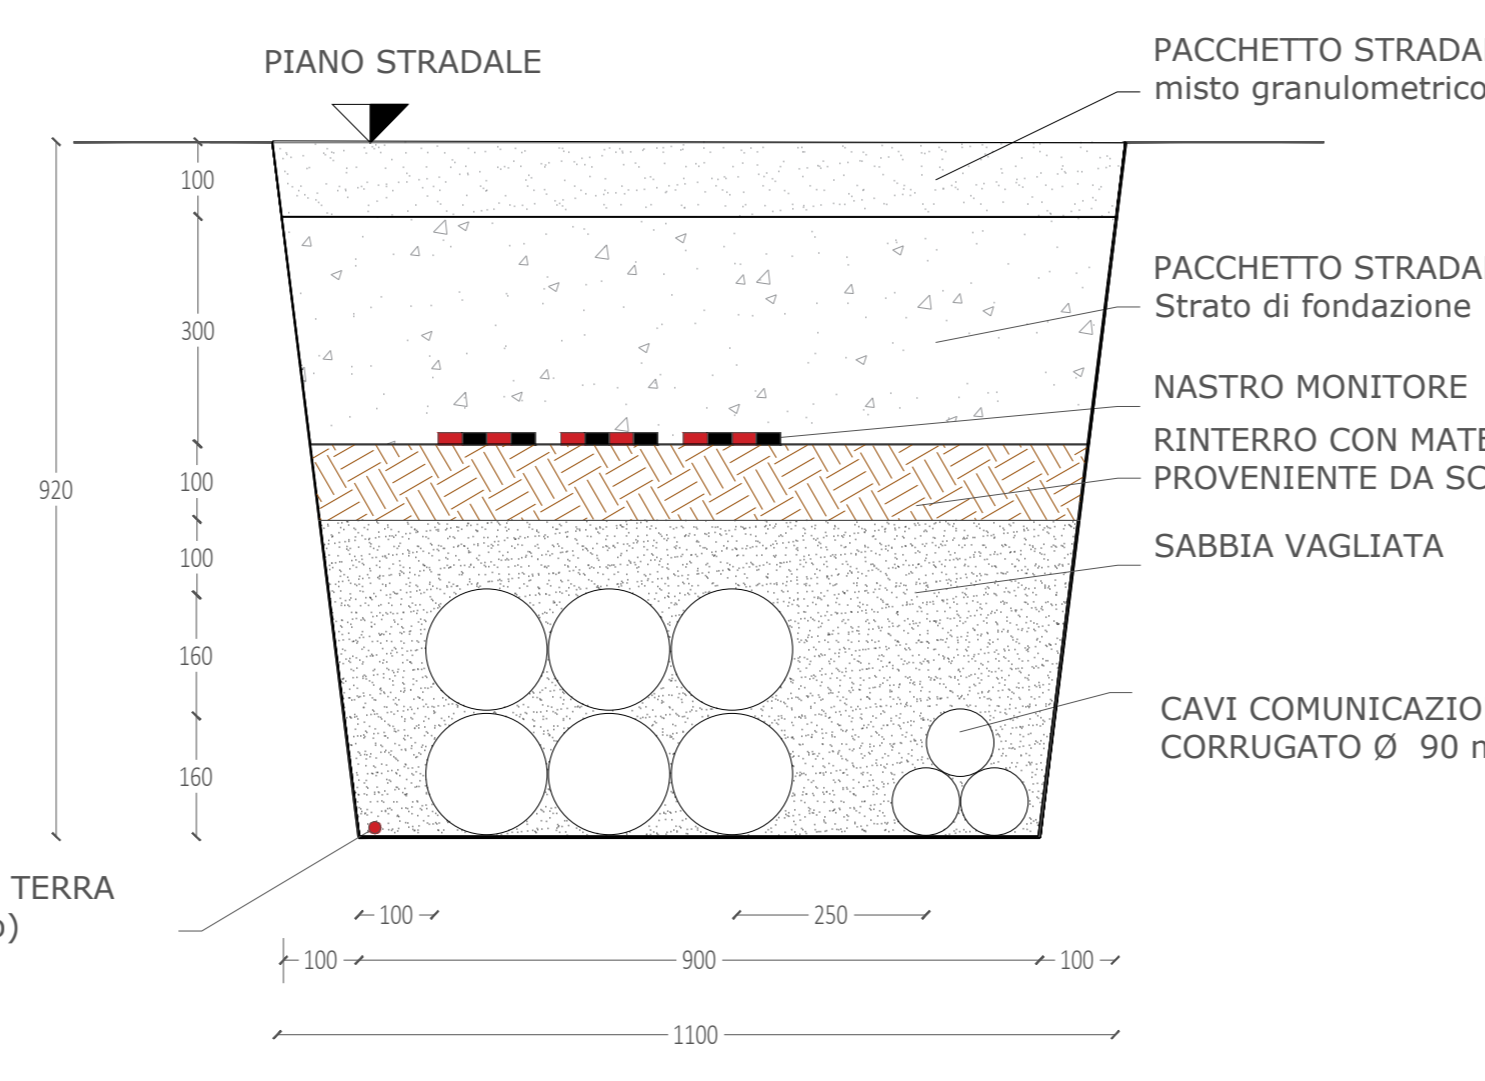 PIANO STRADALE
PACCHETTO STRADA
misto granulometrico
100
300
920
100
100
160
160
PACCHETTO STRADA
Strato di fondazione
NASTRO MONITORE
RINTERRO CON MATE
PROVENIENTE DA SC
SABBIA VAGLIATA
CAVI COMUNICAZIO
CORRUGATO Ø 90
TERRA
100
250
100
900
100
1100